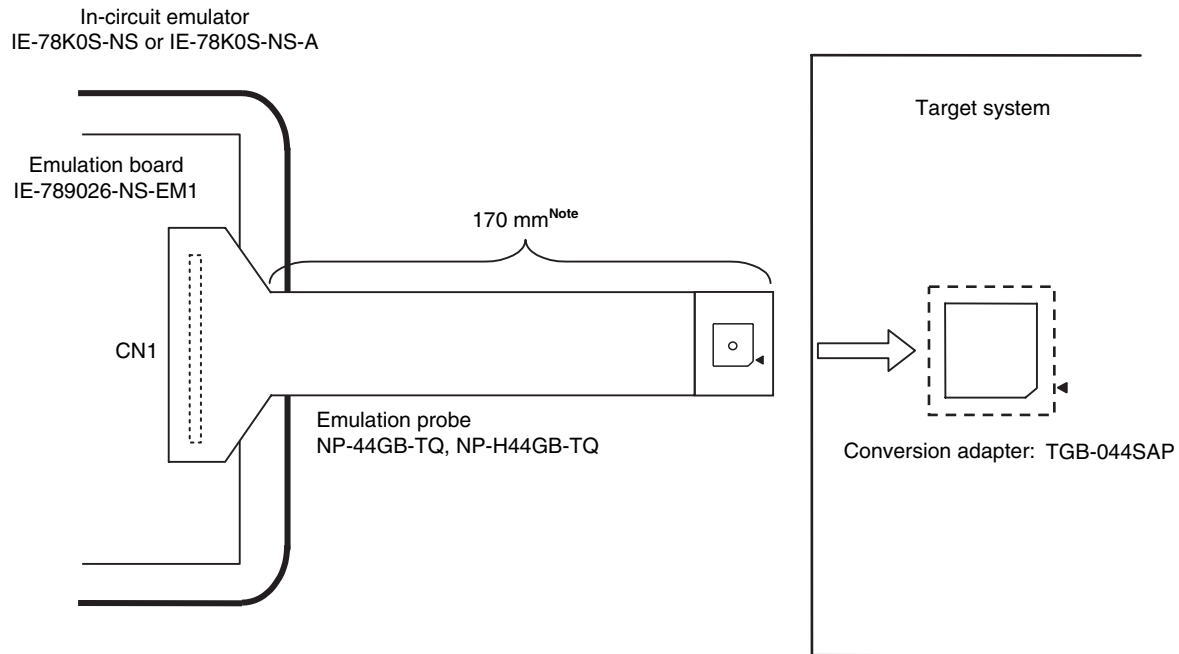 In-circuit emulator
IE-78K0S-NS or IE-78K0S-NS-A
Target system
Emulation board
IE-789026-NS-EM1
170 mmNote
CN1
Emulation probe
NP-44GB-TQ, NP-H44GB-TQ
Conversion adapter: TGB-044SAP